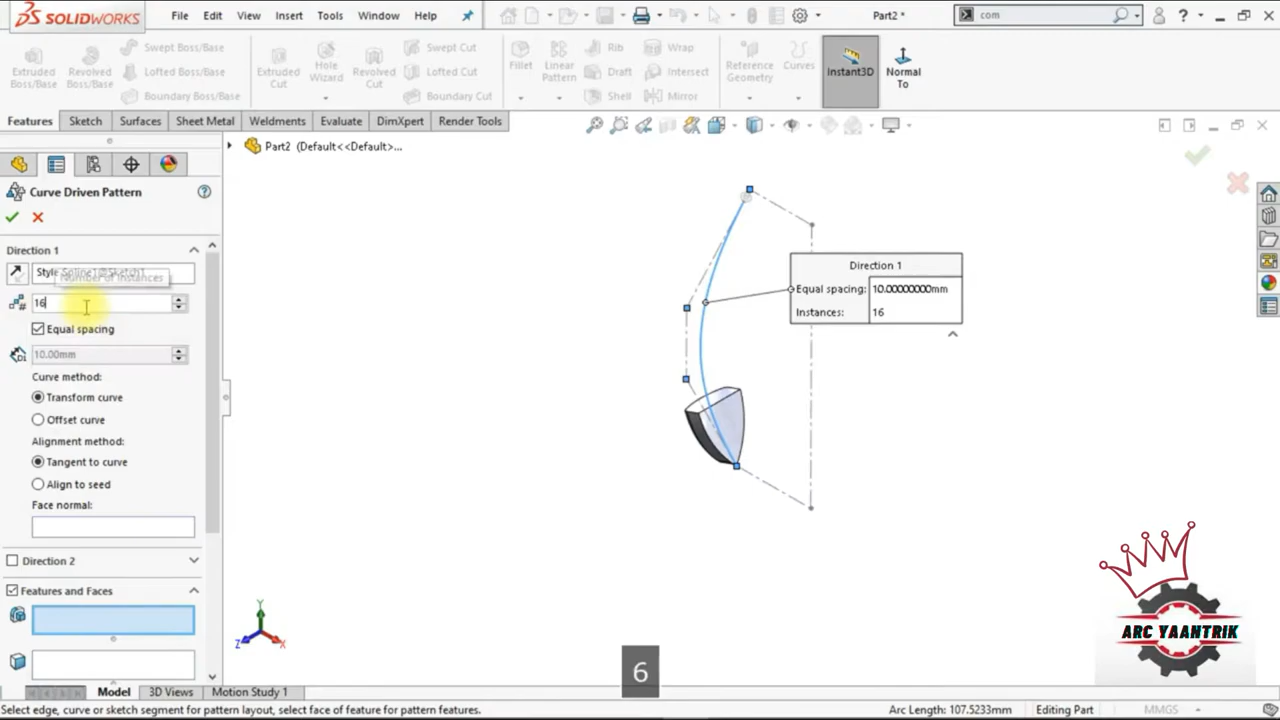 SOLIDWORKS File Edit View Insert Tools Window Help Part2 * com
Extruded Boss/Base Revolved Boss/Base Swept Boss/Base Lofted Boss/Base Boundary Boss/Base Extruded Cut Hole Wizard Revolved Cut Swept Cut Lofted Cut Boundary Cut Fillet Linear Pattern Rib Draft Shell Wrap Intersect Mirror Reference Geometry Curves Instant3D Normal To
Features Sketch Surfaces Sheet Metal Weldments Evaluate DimXpert Render Tools
Part2 (Default<<Default>...
Curve Driven Pattern
Direction 1
Style Spline1@Sketch1
Number of Instances
16
Equal spacing
10.00mm
Curve method:
Transform curve
Offset curve
Alignment method:
Tangent to curve
Align to seed
Face normal:
Direction 2
Features and Faces
Direction 1
Equal spacing: 10.00000000mm
Instances: 16
Y
Z
X
6
ARC YAANTRIK
Model 3D Views Motion Study 1
Select edge, curve or sketch segment for pattern layout, select face of feature for pattern features. Arc Length: 107.5233mm Editing Part MMGS